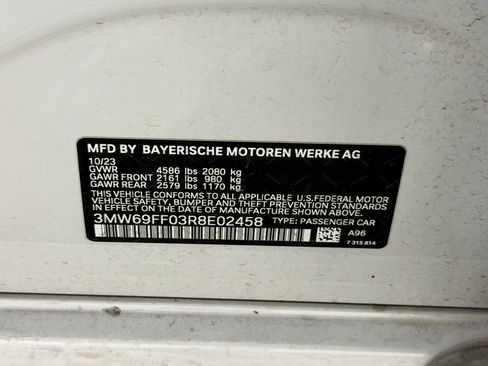 MFD BY BAYERISCHE MOTOREN WERKE AG
10/23
GVWR 4586 lbs 2080 kg
GAWR FRONT 2161 lbs 980 kg
GAWR REAR 2579 lbs 1170 kg
THIS VEHICLE CONFORMS TO ALL APPLICABLE U.S. FEDERAL MOTOR
VEHICLE SAFETY, BUMPER AND THEFT PREVENTION STANDARDS
IN EFFECT ON THE DATE OF MANUFACTURE SHOWN ABOVE.
3MW69FF03R8E02458 TYPE: PASSENGER CAR
A96
7 315 814